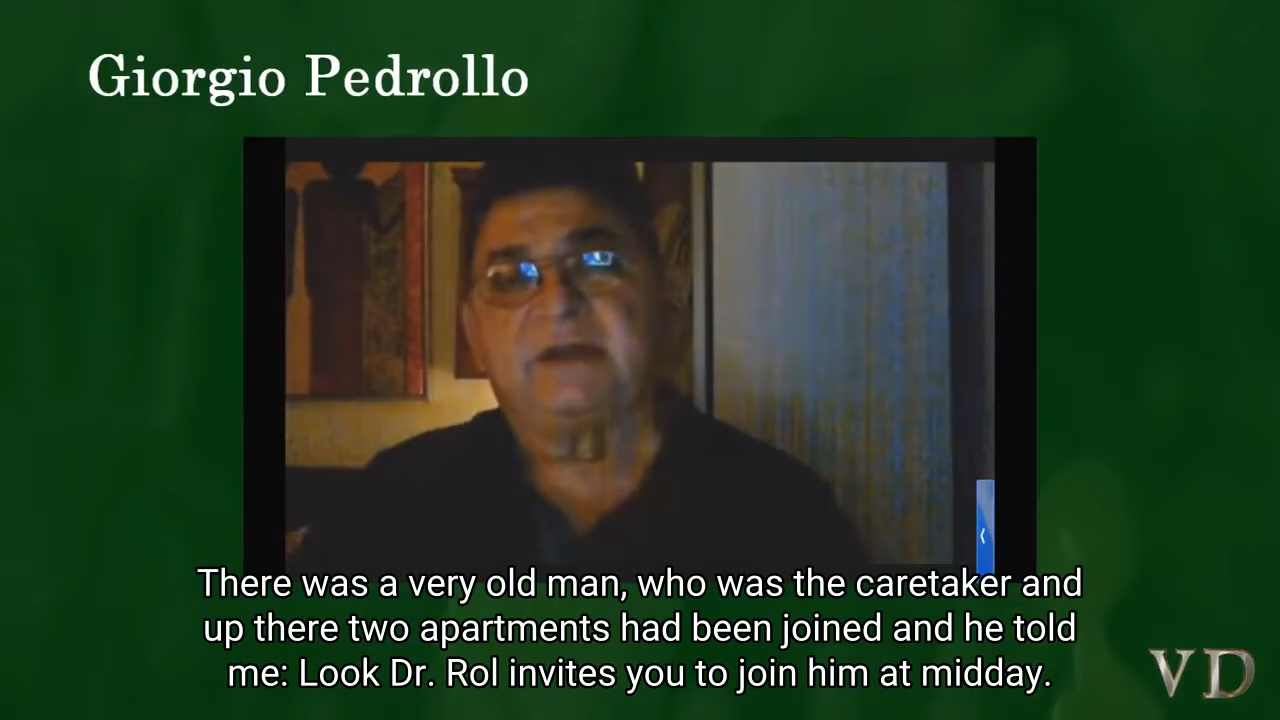 Giorgio Pedrollo
There was a very old man, who was the caretaker and
up there two apartments had been joined and he told
me: Look Dr. Rol invites you to join him at midday.
VD